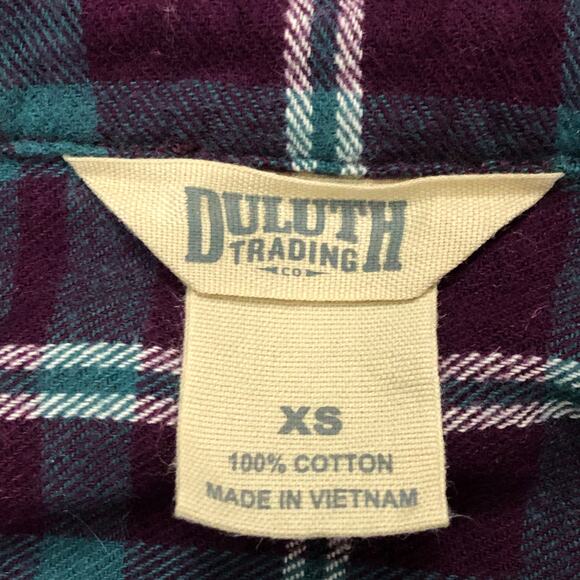 DULUTH
TRADING
CO
XS
100% COTTON
MADE IN VIETNAM